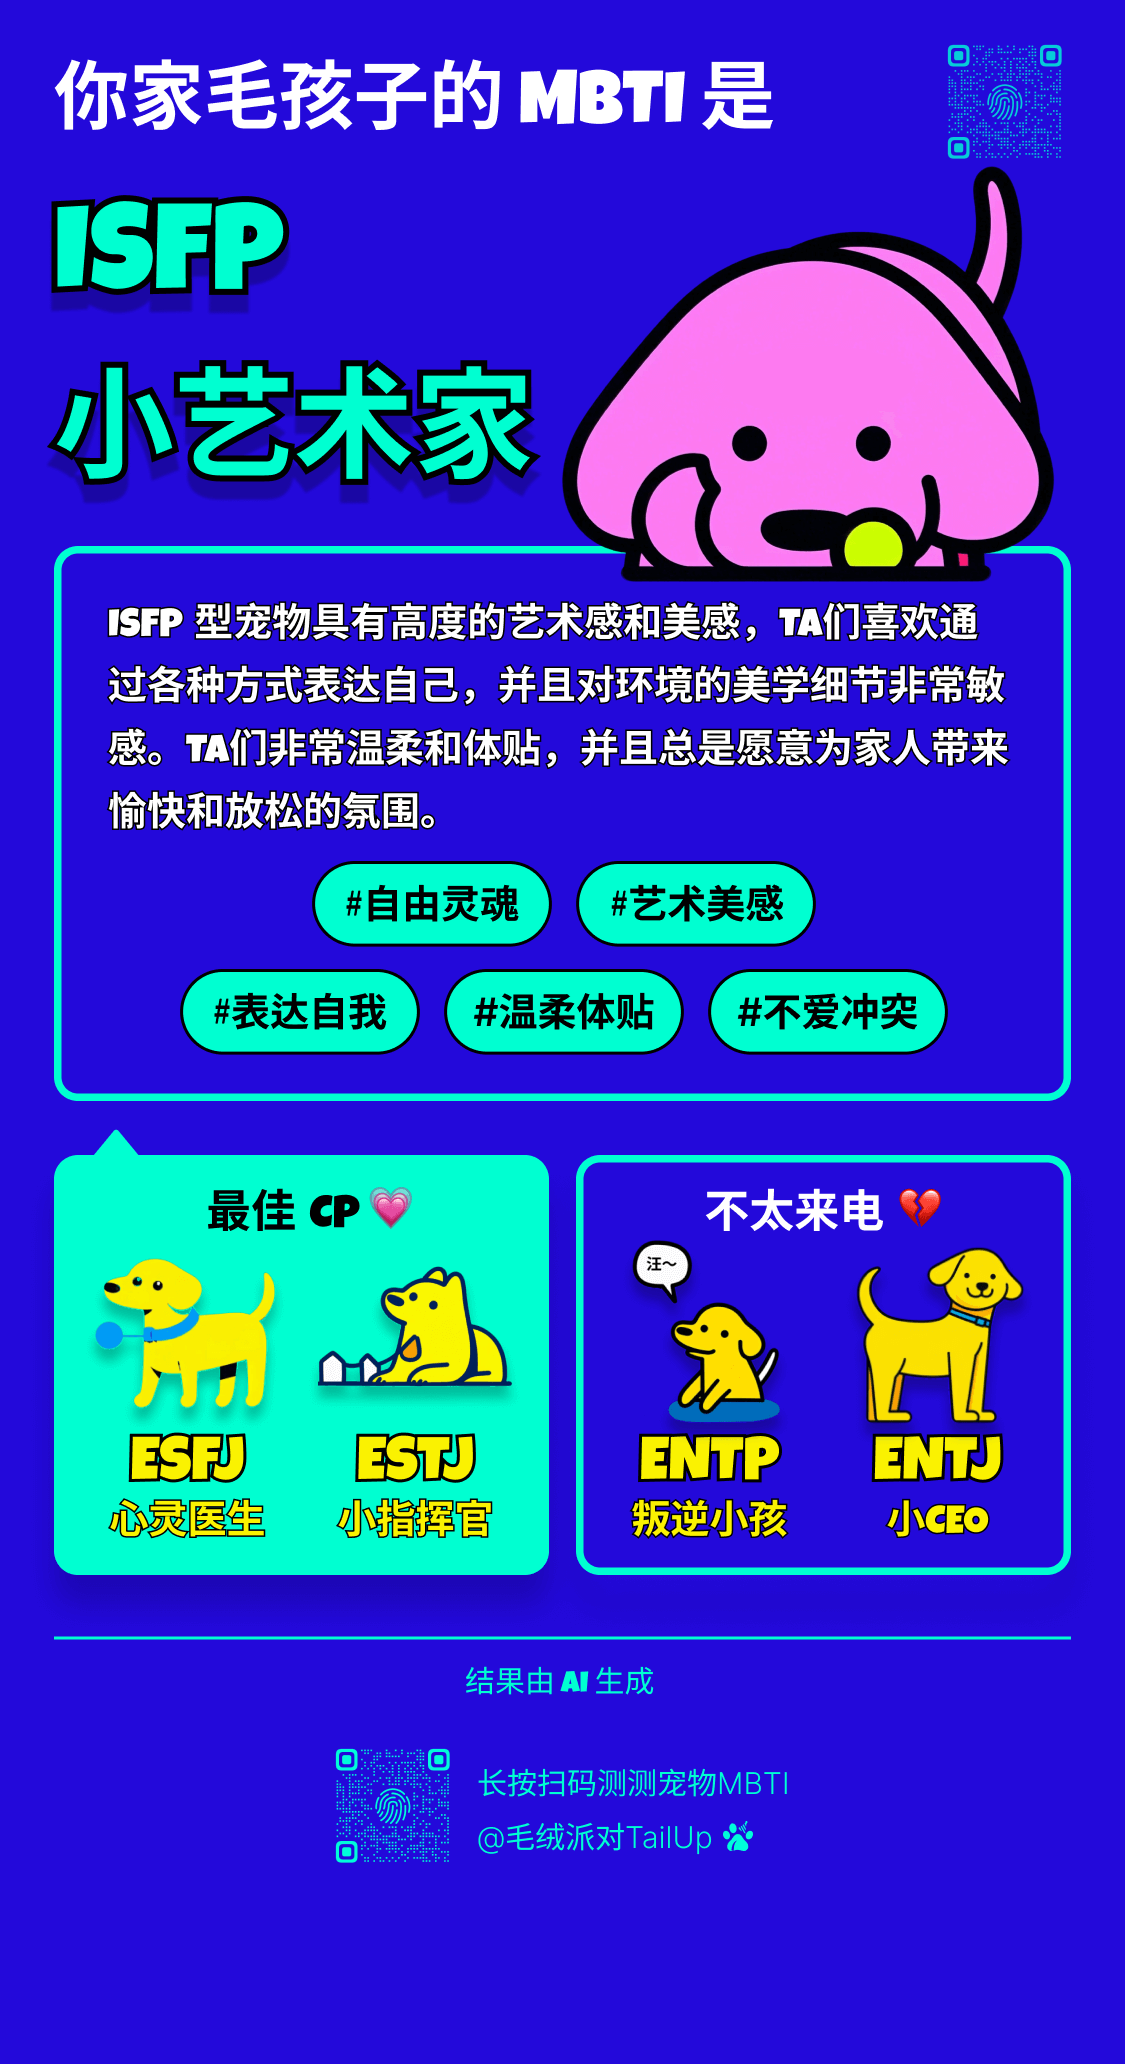 你家毛孩子的 MBTI 是
ISFP
小艺术家
ISFP 型宠物具有高度的艺术感和美感，TA们喜欢通
过各种方式表达自己，并且对环境的美学细节非常敏
感。TA们非常温柔和体贴，并且总是愿意为家人带来
愉快和放松的氛围。
#自由灵魂 #艺术美感
#表达自我 #温柔体贴 #不爱冲突
最佳 CP 💗
ESFJ ESTJ
心灵医生 小指挥官
不太来电 💔
汪～
ENTP ENTJ
叛逆小孩 小CEO
结果由 AI 生成
长按扫码测测宠物MBTI
@毛绒派对TailUp